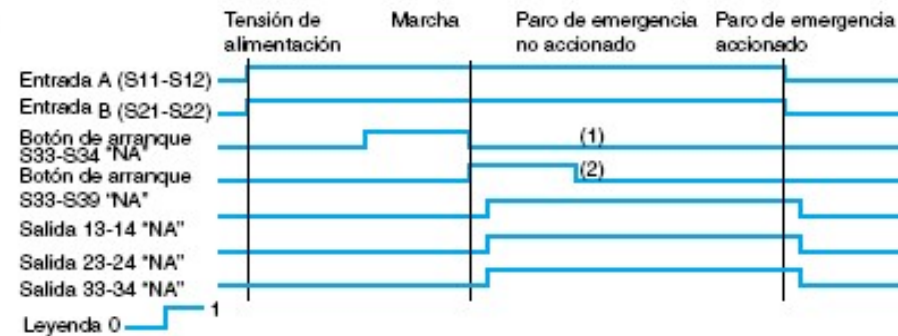 Tensión de alimentación
Marcha
Paro de emergencia no accionado
Paro de emergencia accionado
Entrada A (S11-S12)
Entrada B (S21-S22)
Botón de arranque
S33-S34 "NA"
(1)
Botón de arranque
(2)
S33-S39 "NA"
Salida 13-14 "NA"
Salida 23-24 "NA"
Salida 33-34 "NA"
Leyenda 0 1